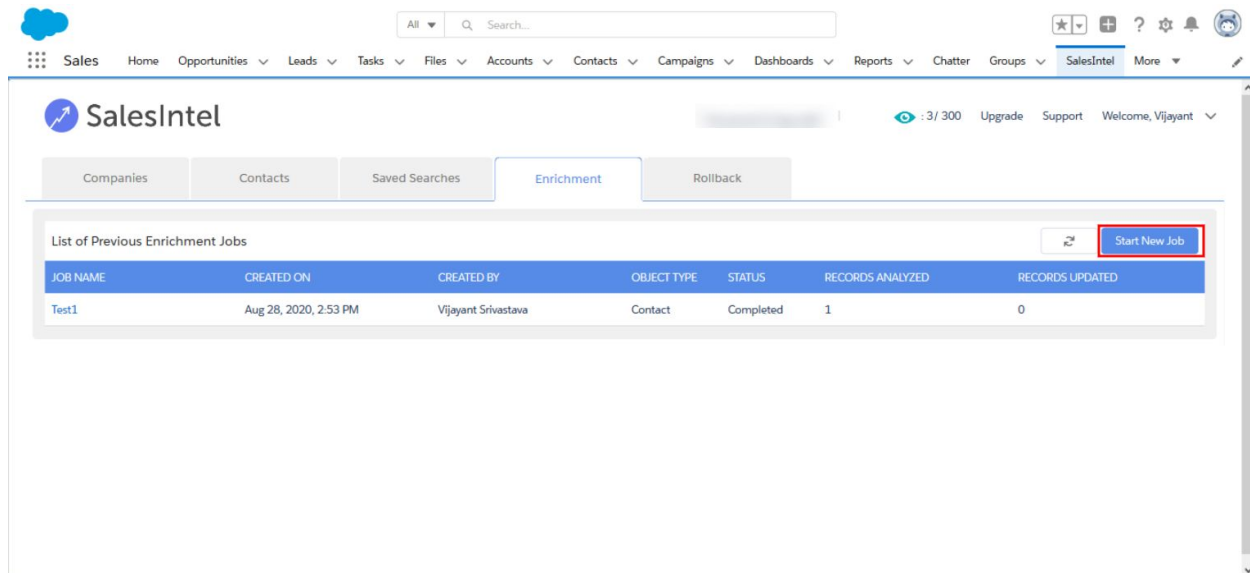 All Search...
Sales Home Opportunities Leads Tasks Files Accounts Contacts Campaigns Dashboards Reports Chatter Groups SalesIntel More
SalesIntel : 3/ 300 Upgrade Support Welcome, Vijayant
Companies Contacts Saved Searches Enrichment Rollback
List of Previous Enrichment Jobs Start New Job
JOB NAME CREATED ON CREATED BY OBJECT TYPE STATUS RECORDS ANALYZED RECORDS UPDATED
Test1 Aug 28, 2020, 2:53 PM Vijayant Srivastava Contact Completed 1 0